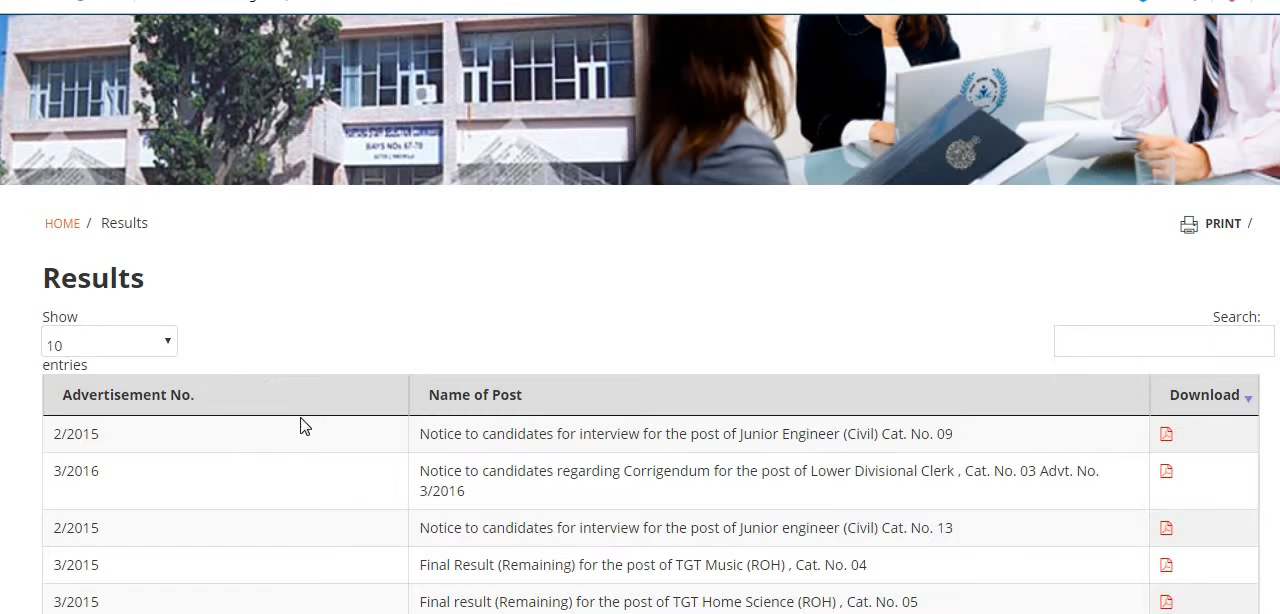 BAYS NOs 67-70
HOME / Results
PRINT /
Results
Show
10
entries
Search:
Advertisement No.
Name of Post
Download
2/2015
Notice to candidates for interview for the post of Junior Engineer (Civil) Cat. No. 09
3/2016
Notice to candidates regarding Corrigendum for the post of Lower Divisional Clerk , Cat. No. 03 Advt. No.
3/2016
2/2015
Notice to candidates for interview for the post of Junior engineer (Civil) Cat. No. 13
3/2015
Final Result (Remaining) for the post of TGT Music (ROH) , Cat. No. 04
3/2015
Final result (Remaining) for the post of TGT Home Science (ROH) , Cat. No. 05